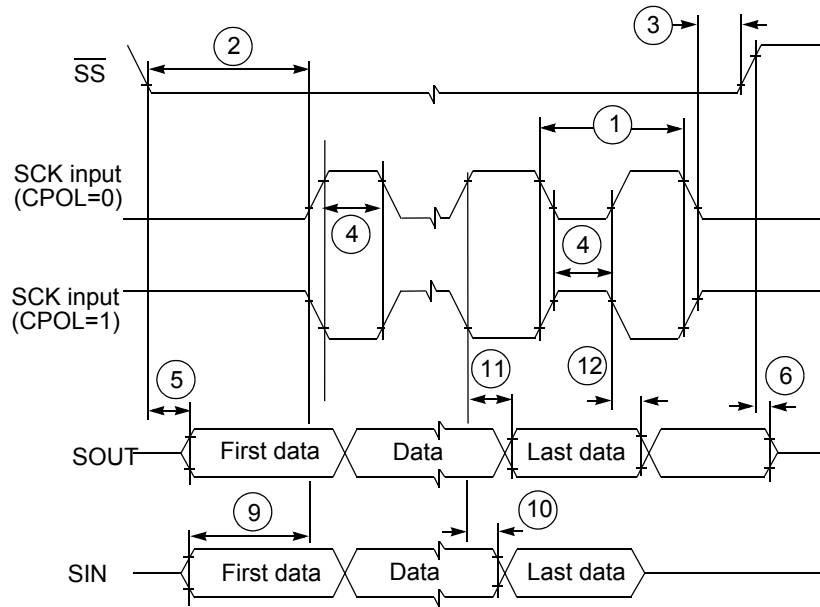 3
2
SS
1
SCK input
(CPOL=0)
4
4
SCK input
(CPOL=1)
5
11
12
6
SOUT
First data
Data
Last data
9
10
SIN
First data
Data
Last data